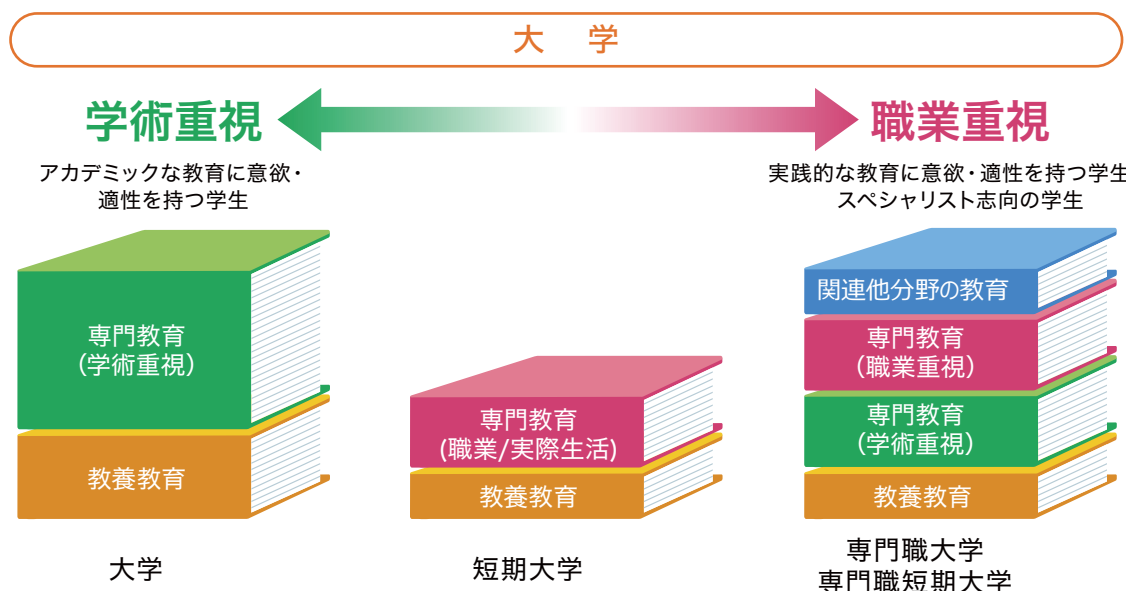 大 学
学術重視
職業重視
アカデミックな教育に意欲・
適性を持つ学生
実践的な教育に意欲・適性を持つ学生
スペシャリスト志向の学生
専門教育
(学術重視)
教養教育
大学
専門教育
(職業/実際生活)
教養教育
短期大学
関連他分野の教育
専門教育
(職業重視)
専門教育
(学術重視)
教養教育
専門職大学
専門職短期大学